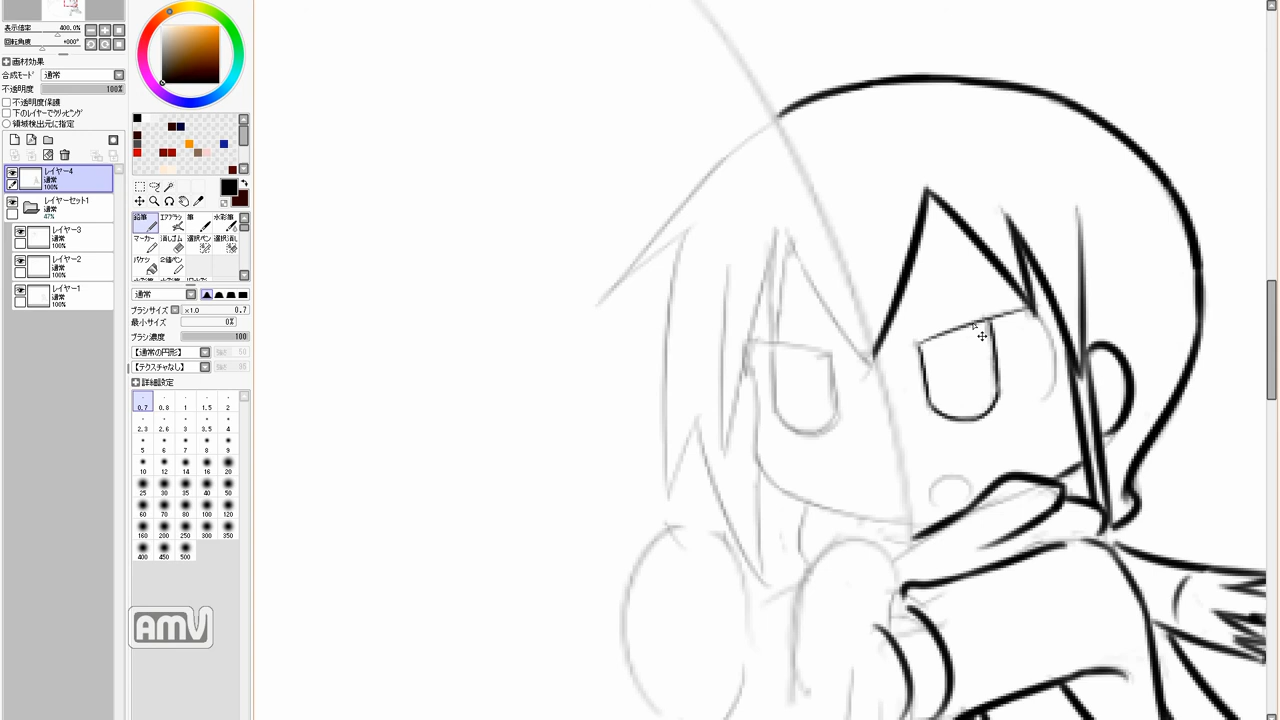 表示倍率 400.0%
回転角度 +000°
画材効果
合成モード 通常
不透明度 100%
不透明度保護
下のレイヤーでクリッピング
領域検出元に指定
レイヤー4
通常
100%
レイヤーセット1
通常
47%
レイヤー3
通常
100%
レイヤー2
通常
100%
レイヤー1
通常
100%
鉛筆 エアブラシ 筆 水彩筆
マーカー 消しゴム 選択ペン 選択消し
バケツ 2値ペン
通常
ブラシサイズ ×1.0 0.7
最小サイズ 0%
ブラシ濃度 100
【通常の円形】 50
【テクスチャなし】 95
詳細設定
0.7 0.8 1 1.5 2
2.3 2.6 3 3.5 4
5 6 7 8 9
10 12 14 16 20
25 30 35 40 50
60 70 80 100 120
160 200 250 300 350
400 450 500
AMV